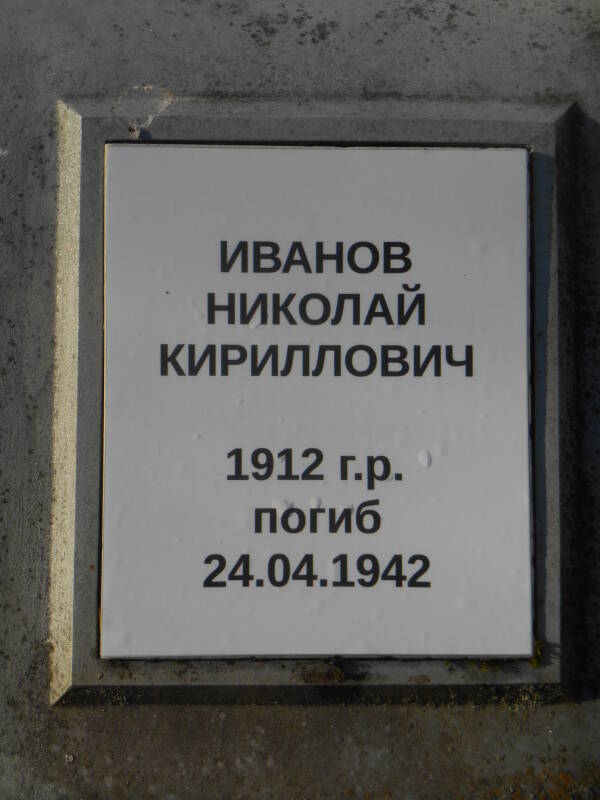 ИВАНОВ
НИКОЛАЙ
КИРИЛЛОВИЧ
1912 г.р.
погиб
24.04.1942